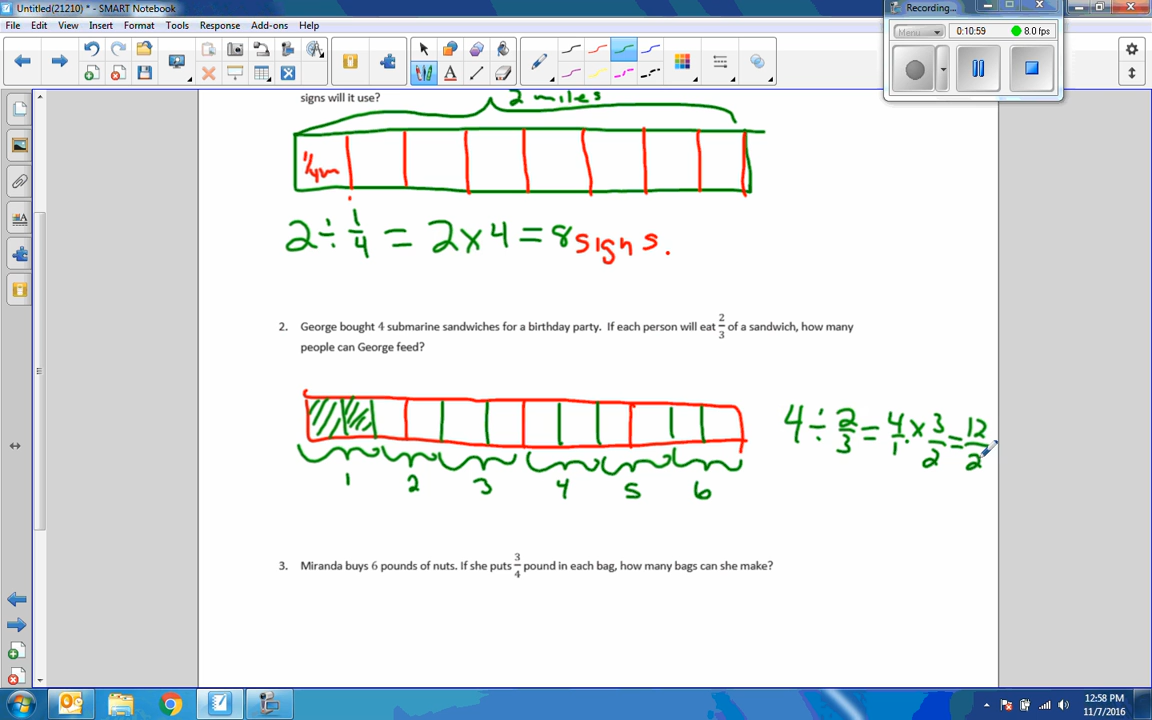 Untitled(21210) * - SMART Notebook
Recording...
File Edit View Insert Format Tools Response Add-ons Help
Menu 0:10:59 8.0 fps
signs will it use?
2 miles
1/4m
2 ÷ 1/4 = 2 x 4 = 8 signs.
2. George bought 4 submarine sandwiches for a birthday party. If each person will eat 2/3 of a sandwich, how many
people can George feed?
4 ÷ 2/3 = 4/1 x 3/2 = 12/2
1 2 3 4 5 6
3. Miranda buys 6 pounds of nuts. If she puts 3/4 pound in each bag, how many bags can she make?
12:58 PM
11/7/2016